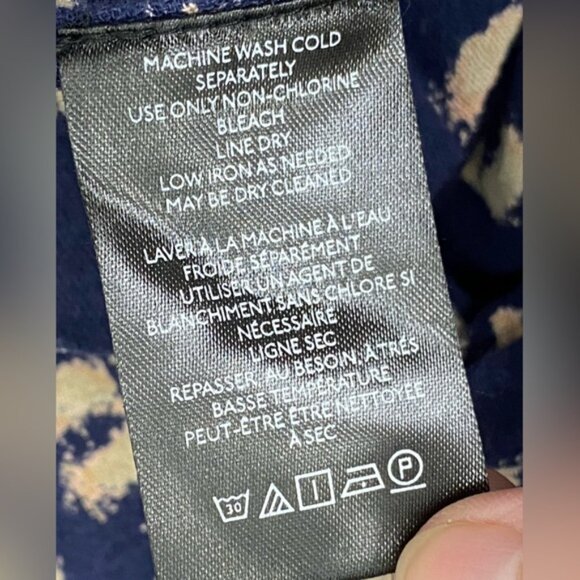 MACHINE WASH COLD
SEPARATELY
USE ONLY NON-CHLORINE
BLEACH
LINE DRY
LOW IRON AS NEEDED
MAY BE DRY CLEANED
LAVER À LA MACHINE À L'EAU
FROIDE SÉPARÉMENT
UTILISER UN AGENT DE
BLANCHIMENT SANS CHLORE SI
NÉCESSAIRE
LIGNE SEC
REPASSER AU BESOIN, À TRÈS
BASSE TEMPÉRATURE
PEUT-ÊTRE ÊTRE NETTOYÉE
À SEC
30 P